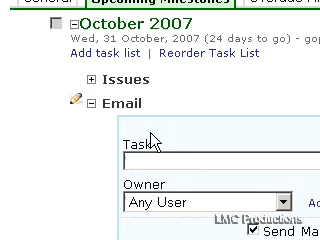 General Upcoming Milestones
October 2007
Wed, 31 October, 2007 (24 days to go) - gop
Add task list | Reorder Task List
Issues
Email
Task
Owner
Any User
LMC Productions
Send Ma